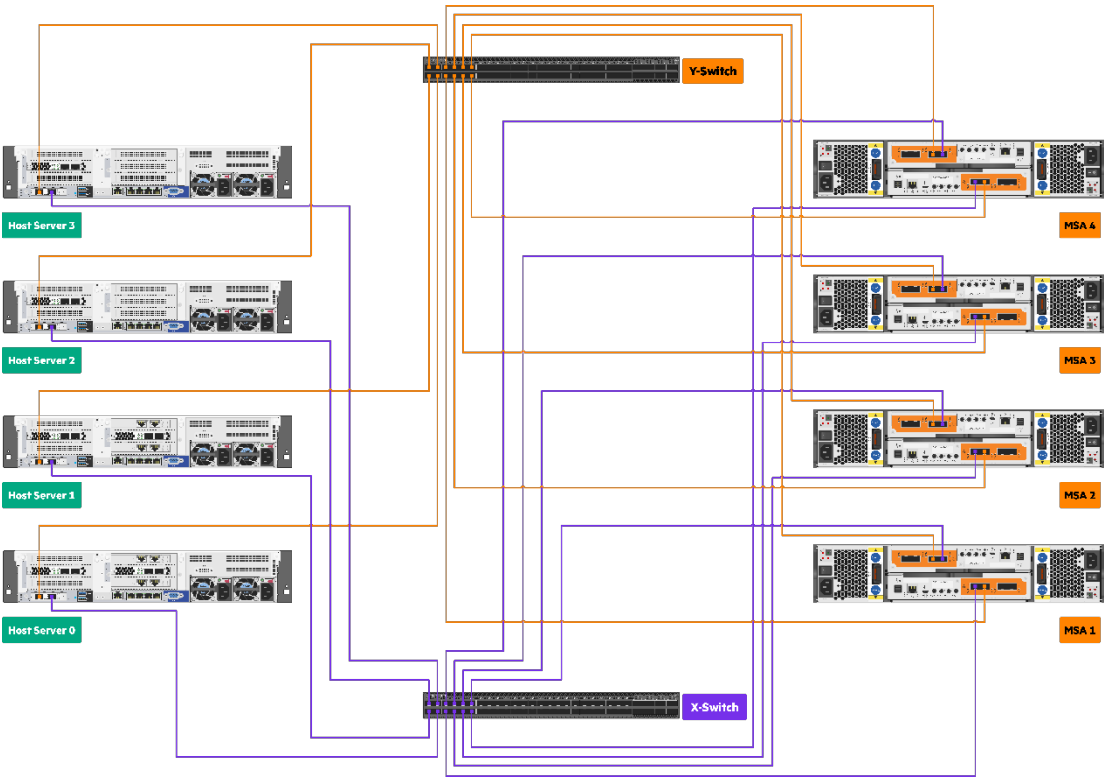 Y-Switch
Host Server 3
MSA 4
Host Server 2
MSA 3
Host Server 1
MSA 2
Host Server 0
MSA 1
X-Switch